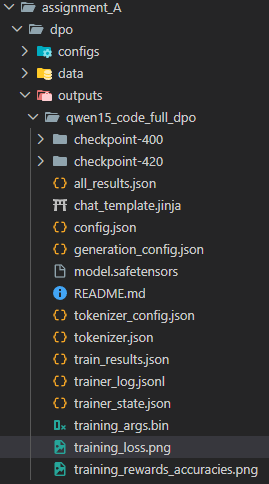 assignment_A
dpo
configs
data
outputs
qwen15_code_full_dpo
checkpoint-400
checkpoint-420
all_results.json
chat_template.jinja
config.json
generation_config.json
model.safetensors
README.md
tokenizer_config.json
tokenizer.json
train_results.json
trainer_log.jsonl
trainer_state.json
training_args.bin
training_loss.png
training_rewards_accuracies.png